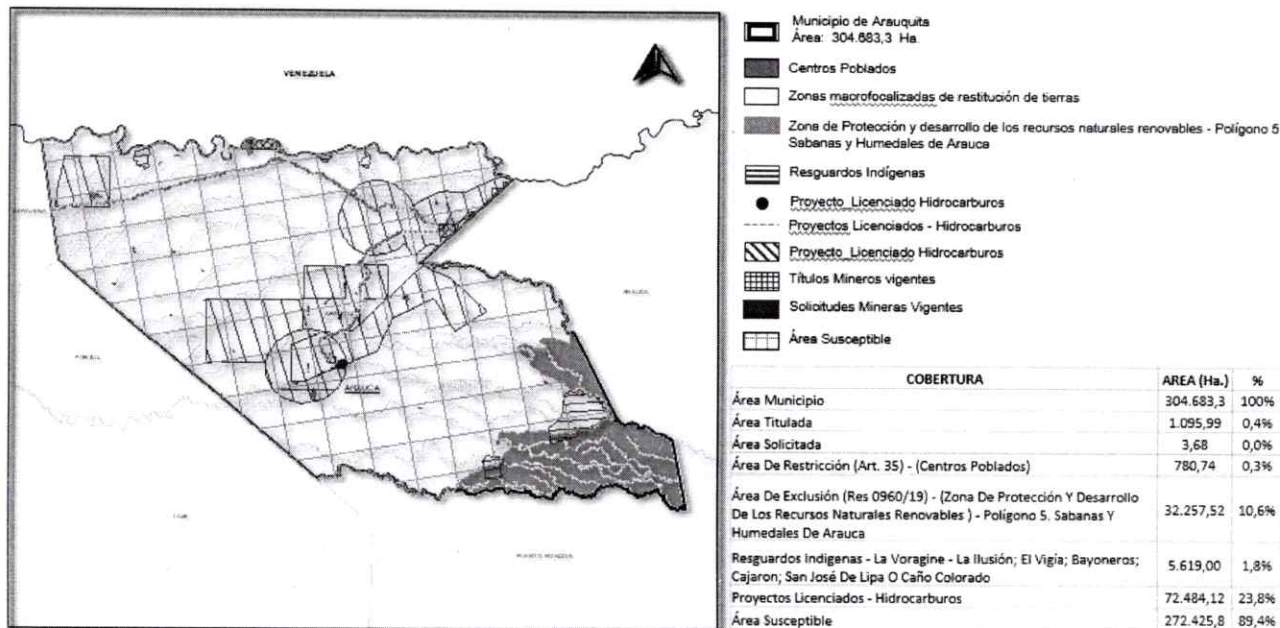 VENEZUELA
ARAUCA
Municipio de Arauquita
Área: 304.683,3 Ha.
Centros Poblados
Zonas macrofocalizadas de restitución de tierras
Zona de Protección y desarrollo de los recursos naturales renovables - Polígono 5
Sabanas y Humedales de Arauca
Resguardos Indígenas
Proyecto_Licenciado Hidrocarburos
Proyectos Licenciados - Hidrocarburos
Proyecto_Licenciado Hidrocarburos
Títulos Mineros vigentes
Solicitudes Mineras Vigentes
Área Susceptible
COBERTURA AREA (Ha.) %
Área Municipio 304.683,3 100%
Área Titulada 1.095,99 0,4%
Área Solicitada 3,68 0,0%
Área De Restricción (Art. 35) - (Centros Poblados) 780,74 0,3%
Área De Exclusión (Res 0960/19) - (Zona De Protección Y Desarrollo
De Los Recursos Naturales Renovables ) - Polígono 5. Sabanas Y 32.257,52 10,6%
Humedales De Arauca
Resguardos Indigenas - La Voragine - La Ilusión; El Vigía; Bayoneros; 5.619,00 1,8%
Cajaron; San José De Lipa O Caño Colorado
Proyectos Licenciados - Hidrocarburos 72.484,12 23,8%
Área Susceptible 272.425,8 89,4%